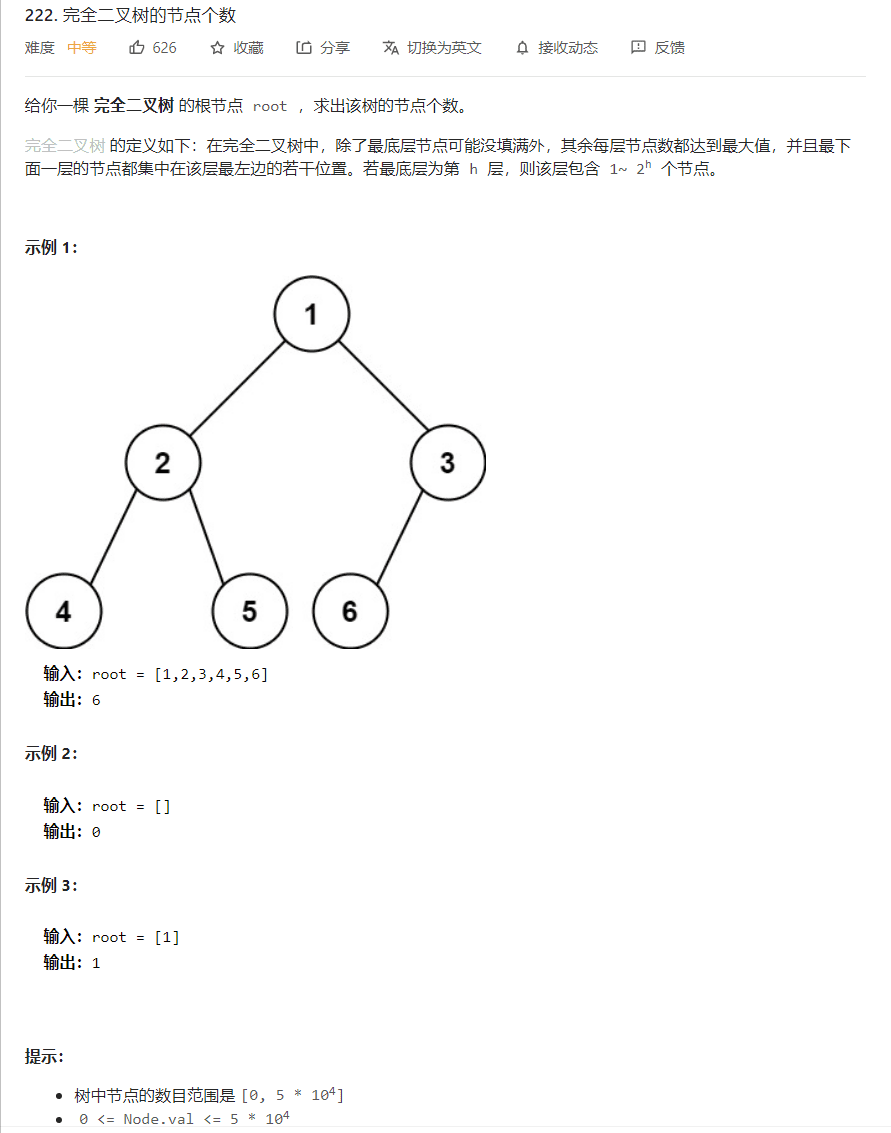 222. 完全二叉树的节点个数
难度 中等 626 收藏 分享 切换为英文 接收动态 反馈
给你一棵 完全二叉树 的根节点 root ，求出该树的节点个数。
完全二叉树 的定义如下：在完全二叉树中，除了最底层节点可能没填满外，其余每层节点数都达到最大值，并且最下
面一层的节点都集中在该层最左边的若干位置。若最底层为第 h 层，则该层包含 1~ 2ʰ 个节点。
示例 1：
1
2 3
4 5 6
输入：root = [1,2,3,4,5,6]
输出：6
示例 2：
输入：root = []
输出：0
示例 3：
输入：root = [1]
输出：1
提示：
• 树中节点的数目范围是 [0, 5 * 10⁴]
• 0 <= Node.val <= 5 * 10⁴